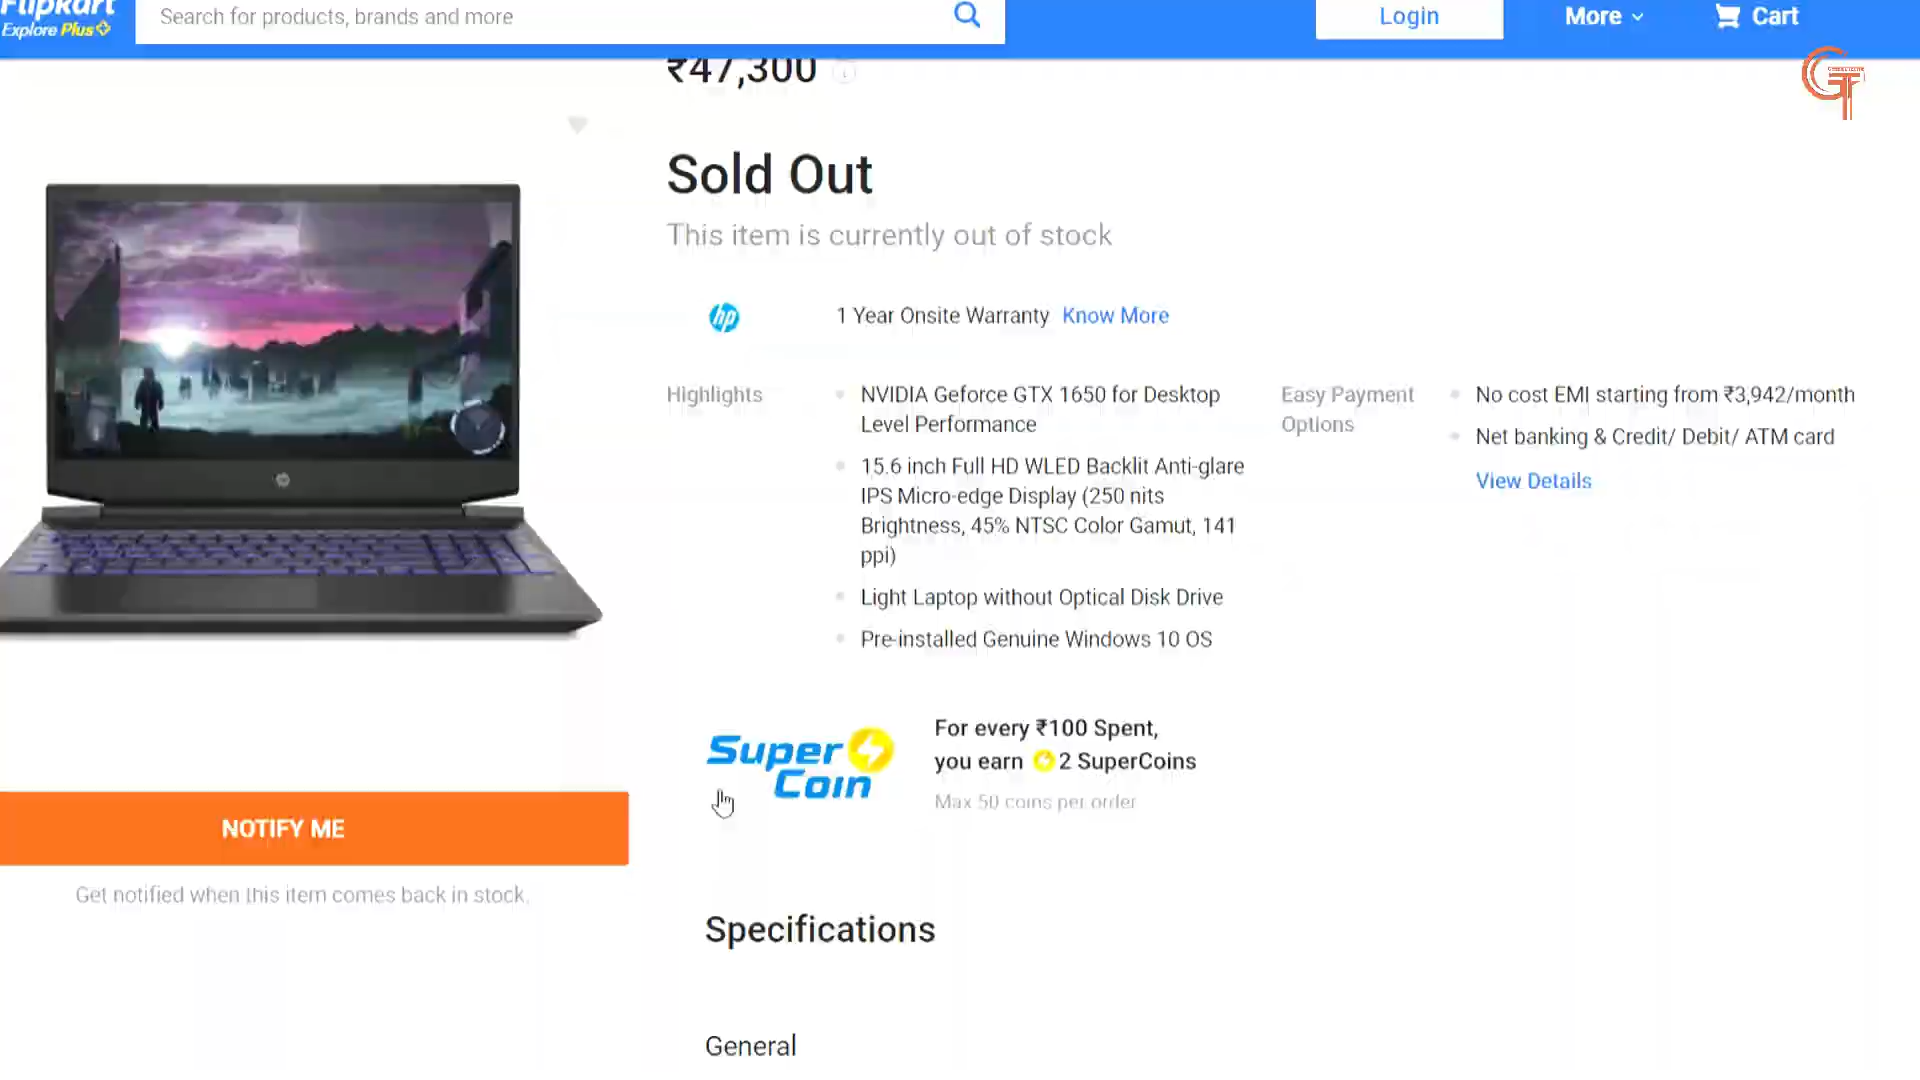 Flipkart
Explore Plus
Search for products, brands and more
Login
More
Cart
₹47,300
Sold Out
This item is currently out of stock
hp
1 Year Onsite Warranty Know More
Highlights
NVIDIA Geforce GTX 1650 for Desktop
Level Performance
15.6 inch Full HD WLED Backlit Anti-glare
IPS Micro-edge Display (250 nits
Brightness, 45% NTSC Color Gamut, 141
ppi)
Light Laptop without Optical Disk Drive
Pre-installed Genuine Windows 10 OS
Easy Payment
Options
No cost EMI starting from ₹3,942/month
Net banking & Credit/ Debit/ ATM card
View Details
Super
Coin
For every ₹100 Spent,
you earn 2 SuperCoins
Max 50 coins per order
NOTIFY ME
Get notified when this item comes back in stock.
Specifications
General